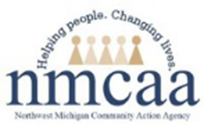 Helping people. Changing lives.
nmcaa
Northwest Michigan Community Action Agency